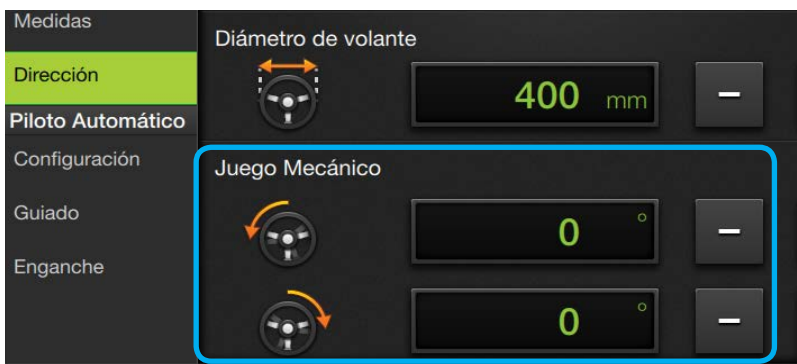 Medidas
Dirección
Piloto Automático
Configuración
Guiado
Enganche
Diámetro de volante
400 mm −
Juego Mecánico
0 ° −
0 ° −